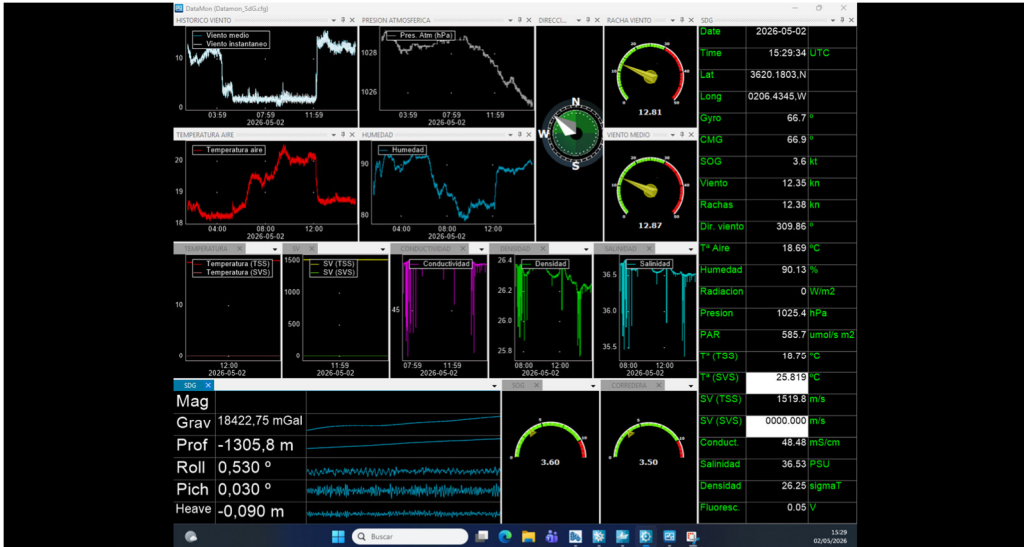 DataMon (Datamon_SdG.cfg)
HISTORICO VIENTO
PRESION ATMOSFERICA
DIRECCI...
RACHA VIENTO
SDG
Viento medio
Viento instantaneo
10
0
03:59 07:59 11:59
2026-05-02
Pres. Atm (hPa)
1028
1026
03:59 07:59 11:59
2026-05-02
N
W
S
12.81
TEMPERATURA AIRE
HUMEDAD
VIENTO MEDIO
Temperatura aire
20
19
18
04:00 08:00 12:00
2026-05-02
Humedad
90
80
04:00 08:00 12:00
2026-05-02
12.87
TEMPERATURA
SV
CONDUCTIVIDAD
DENSIDAD
SALINIDAD
Temperatura (TSS)
Temperatura (SVS)
10
0
12:00
2026-05-02
SV (TSS)
SV (SVS)
1500
1000
500
0
11:59
2026-05-02
Conductividad
45
07:59 11:59
2026-05-02
Densidad
26.4
26.2
26.0
25.8
08:00 12:00
2026-05-02
Salinidad
36.5
36.0
35.5
08:00 12:00
2026-05-02
SDG
Mag
Grav 18422,75 mGal
Prof -1305,8 m
Roll 0,530 º
Pich 0,030 º
Heave -0,090 m
SDG
3.60
CORREDERA
3.50
Date 2026-05-02
Time 15:29:34 UTC
Lat 3620.1803,N
Long 0206.4345,W
Gyro 66.7 º
CMG 66.9 º
SOG 3.6 kt
Viento 12.35 kn
Rachas 12.38 kn
Dir. viento 309.86 º
Tª Aire 18.69 ºC
Humedad 90.13 %
Radiacion 0 W/m2
Presion 1025.4 hPa
PAR 585.7 umol/s m2
Tª (TSS) 18.75 ºC
Tª (SVS) 25.819 ºC
SV (TSS) 1519.8 m/s
SV (SVS) 0000.000 m/s
Conduct. 48.48 mS/cm
Salinidad 36.53 PSU
Densidad 26.25 sigmaT
Fluoresc. 0.05 V
Buscar
15:29
02/05/2026